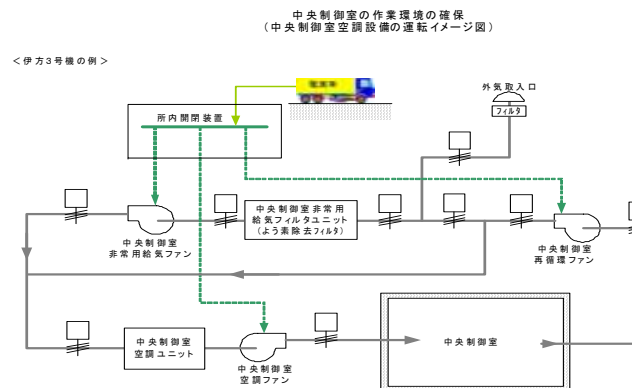 中央制御室の作業環境の確保
（中央制御室空調設備の運転イメージ図）
＜伊方3号機の例＞
外気取入口
フィルタ
所内開閉装置
中央制御室非常用
給気フィルタユニット
（よう素除去フィルタ）
中央制御室
非常用給気ファン
中央制御室
再循環ファン
中央制御室
空調ユニット
中央制御室
空調ファン
中央制御室